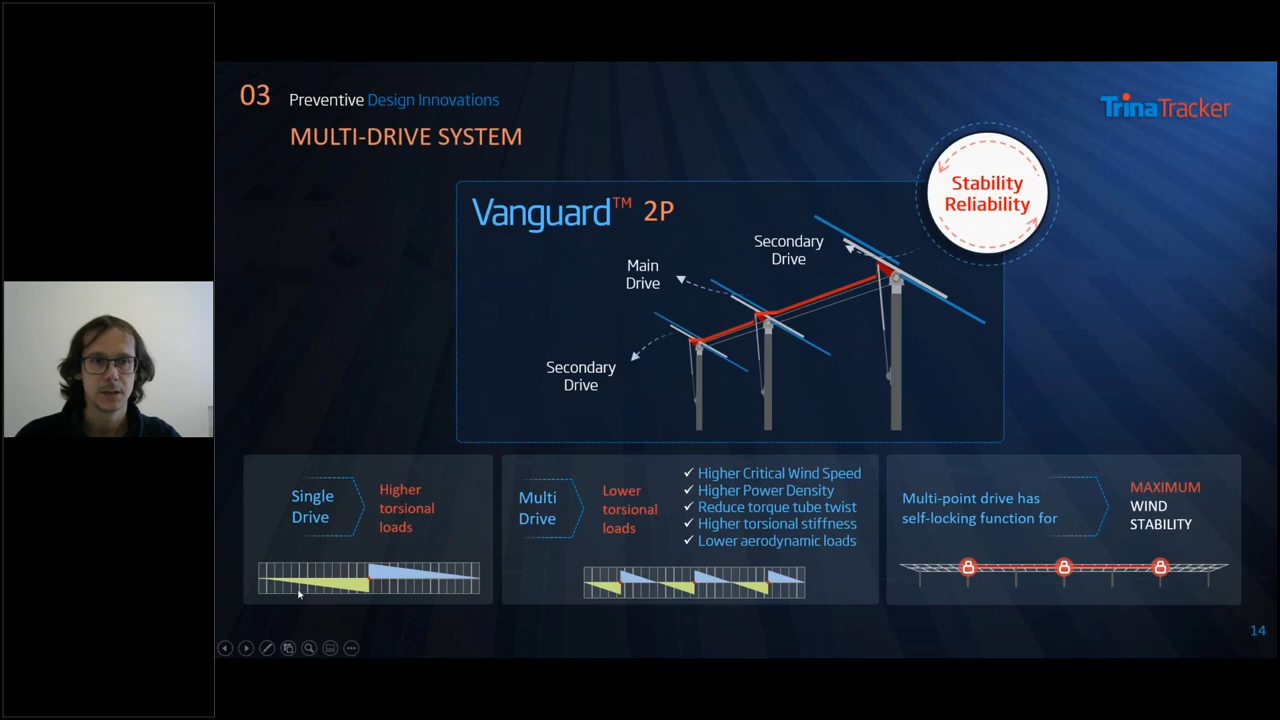 03 Preventive Design Innovations
MULTI-DRIVE SYSTEM
TrinaTracker
Stability
Reliability
Vanguard™ 2P
Secondary
Drive
Main
Drive
Secondary
Drive
Single
Drive
Higher
torsional
loads
Multi
Drive
Lower
torsional
loads
✓ Higher Critical Wind Speed
✓ Higher Power Density
✓ Reduce torque tube twist
✓ Higher torsional stiffness
✓ Lower aerodynamic loads
Multi-point drive has
self-locking function for
MAXIMUM
WIND
STABILITY
14